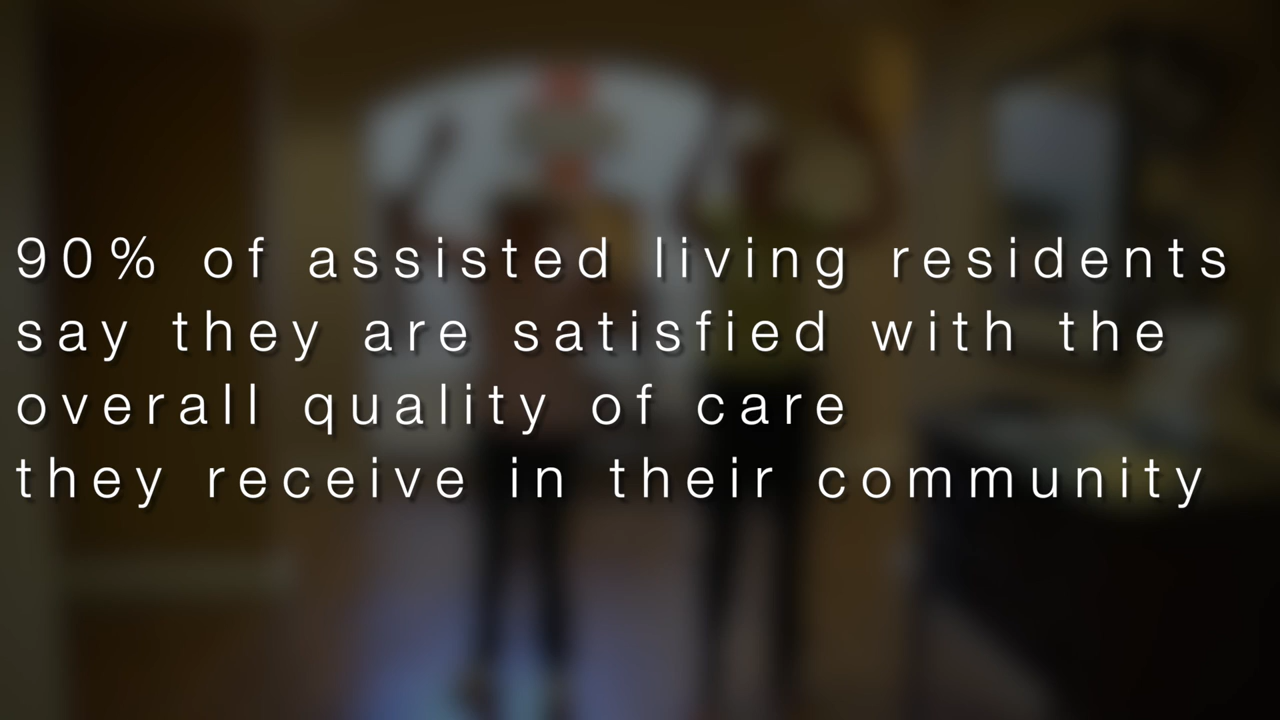 90% of assisted living residents
say they are satisfied with the
overall quality of care
they receive in their community